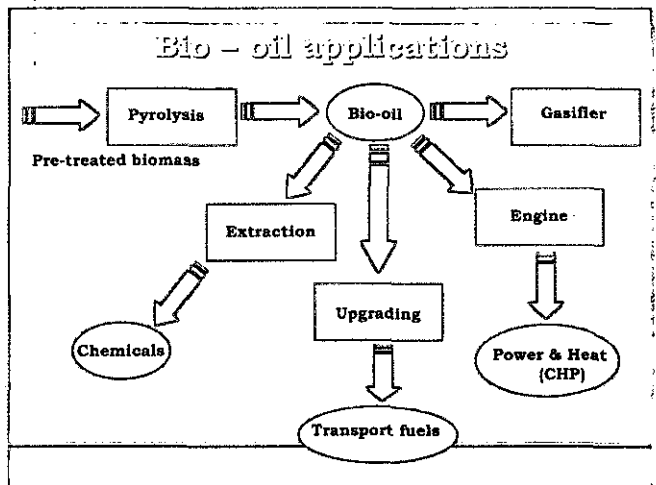 Bio – oil applications
Pyrolysis
Bio-oil
Gasifier
Pre-treated biomass
Extraction
Engine
Upgrading
Chemicals
Power & Heat
(CHP)
Transport fuels